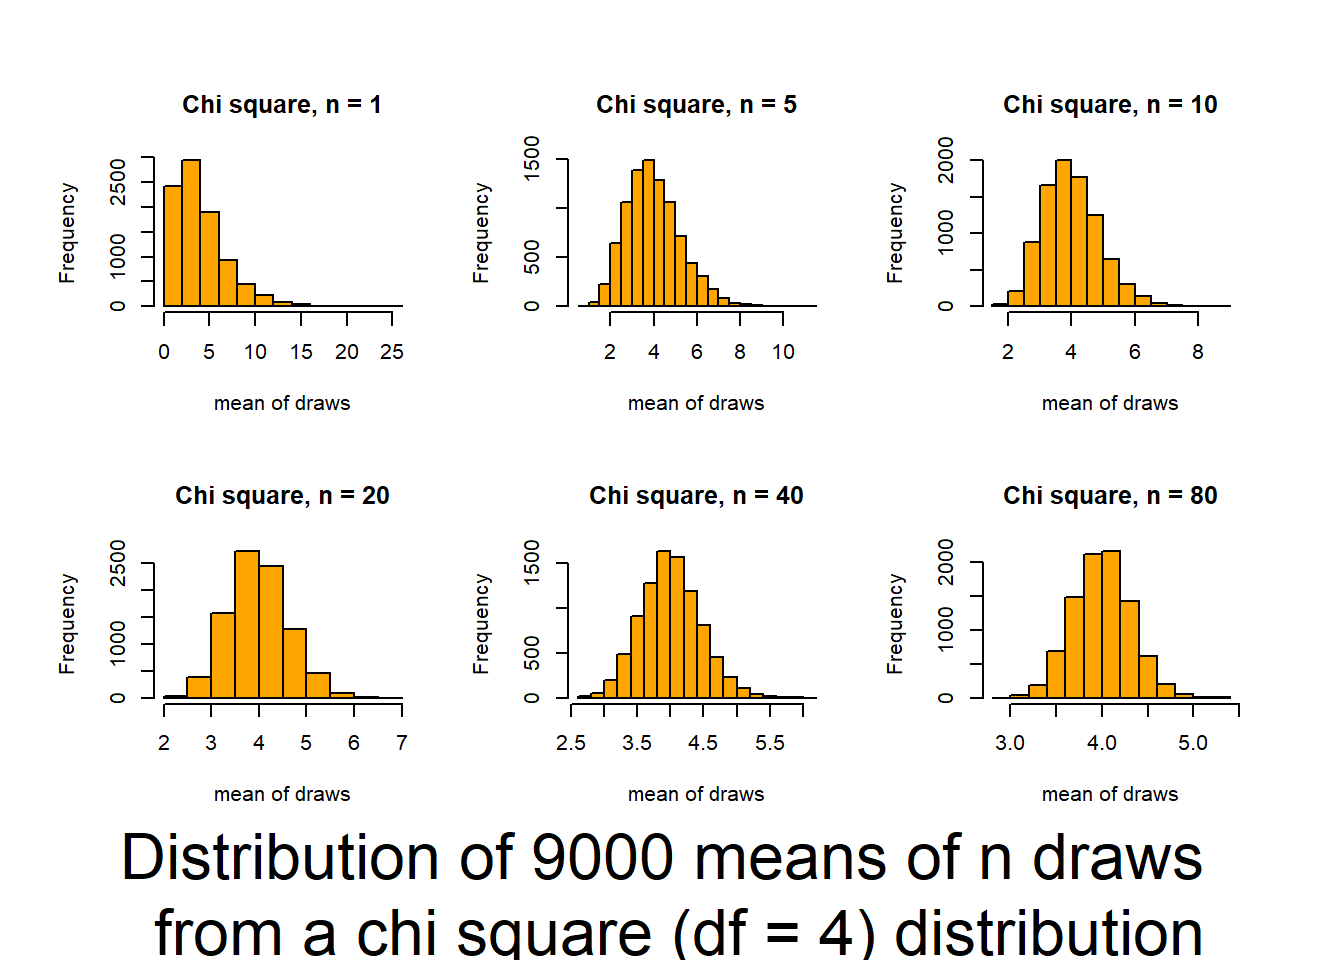 Chi square, n = 1
Frequency
0 1000 2500
0 5 10 15 20 25
mean of draws
Chi square, n = 5
Frequency
0 500 1500
2 4 6 8 10
mean of draws
Chi square, n = 10
Frequency
0 1000 2000
2 4 6 8
mean of draws
Chi square, n = 20
Frequency
0 1000 2500
2 3 4 5 6 7
mean of draws
Chi square, n = 40
Frequency
0 500 1500
2.5 3.5 4.5 5.5
mean of draws
Chi square, n = 80
Frequency
0 1000 2000
3.0 4.0 5.0
mean of draws
Distribution of 9000 means of n draws
from a chi square (df = 4) distribution